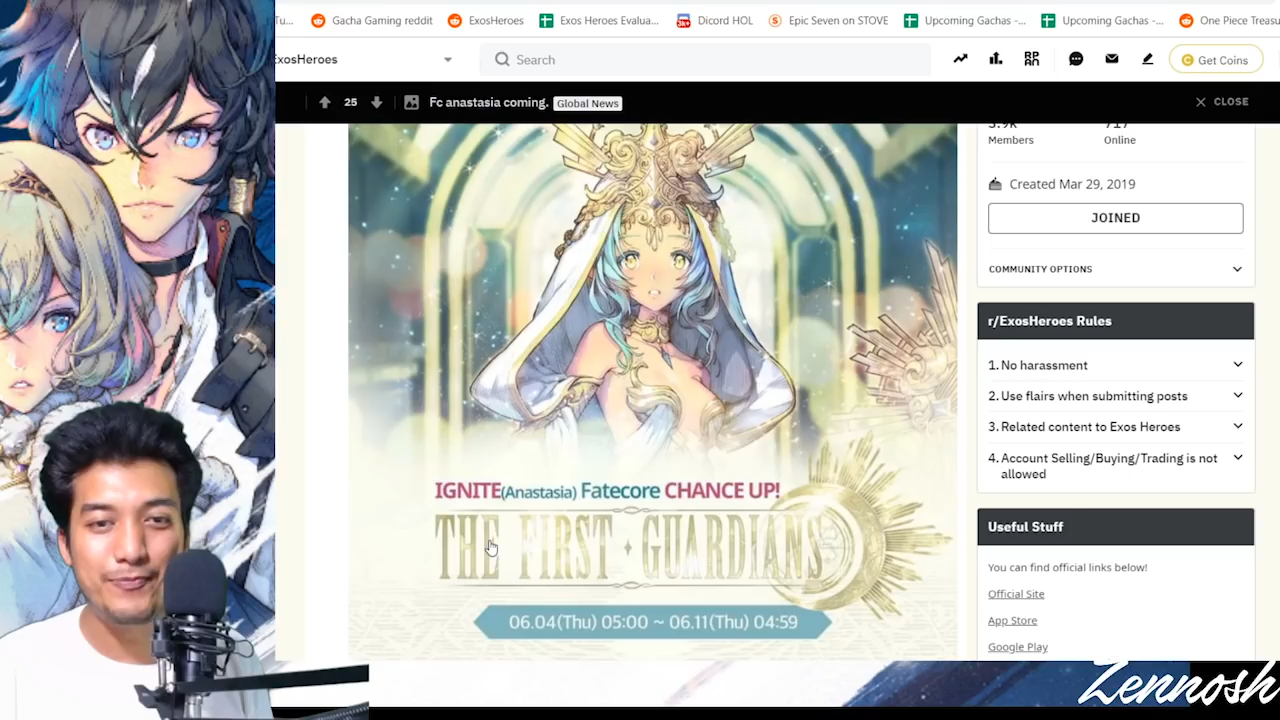 Tu...
Gacha Gaming reddit
ExosHeroes
Exos Heroes Evalua...
Dicord HOL
Epic Seven on STOVE
Upcoming Gachas -...
Upcoming Gachas -...
One Piece Treasu
ExosHeroes
Search
Get Coins
25
Fc anastasia coming.
Global News
CLOSE
3.9k
717
Members
Online
Created Mar 29, 2019
JOINED
COMMUNITY OPTIONS
r/ExosHeroes Rules
1. No harassment
2. Use flairs when submitting posts
3. Related content to Exos Heroes
4. Account Selling/Buying/Trading is not
allowed
IGNITE(Anastasia) Fatecore CHANCE UP!
THE FIRST GUARDIANS
06.04(Thu) 05:00 ~ 06.11(Thu) 04:59
Useful Stuff
You can find official links below!
Official Site
App Store
Google Play
Zennosh